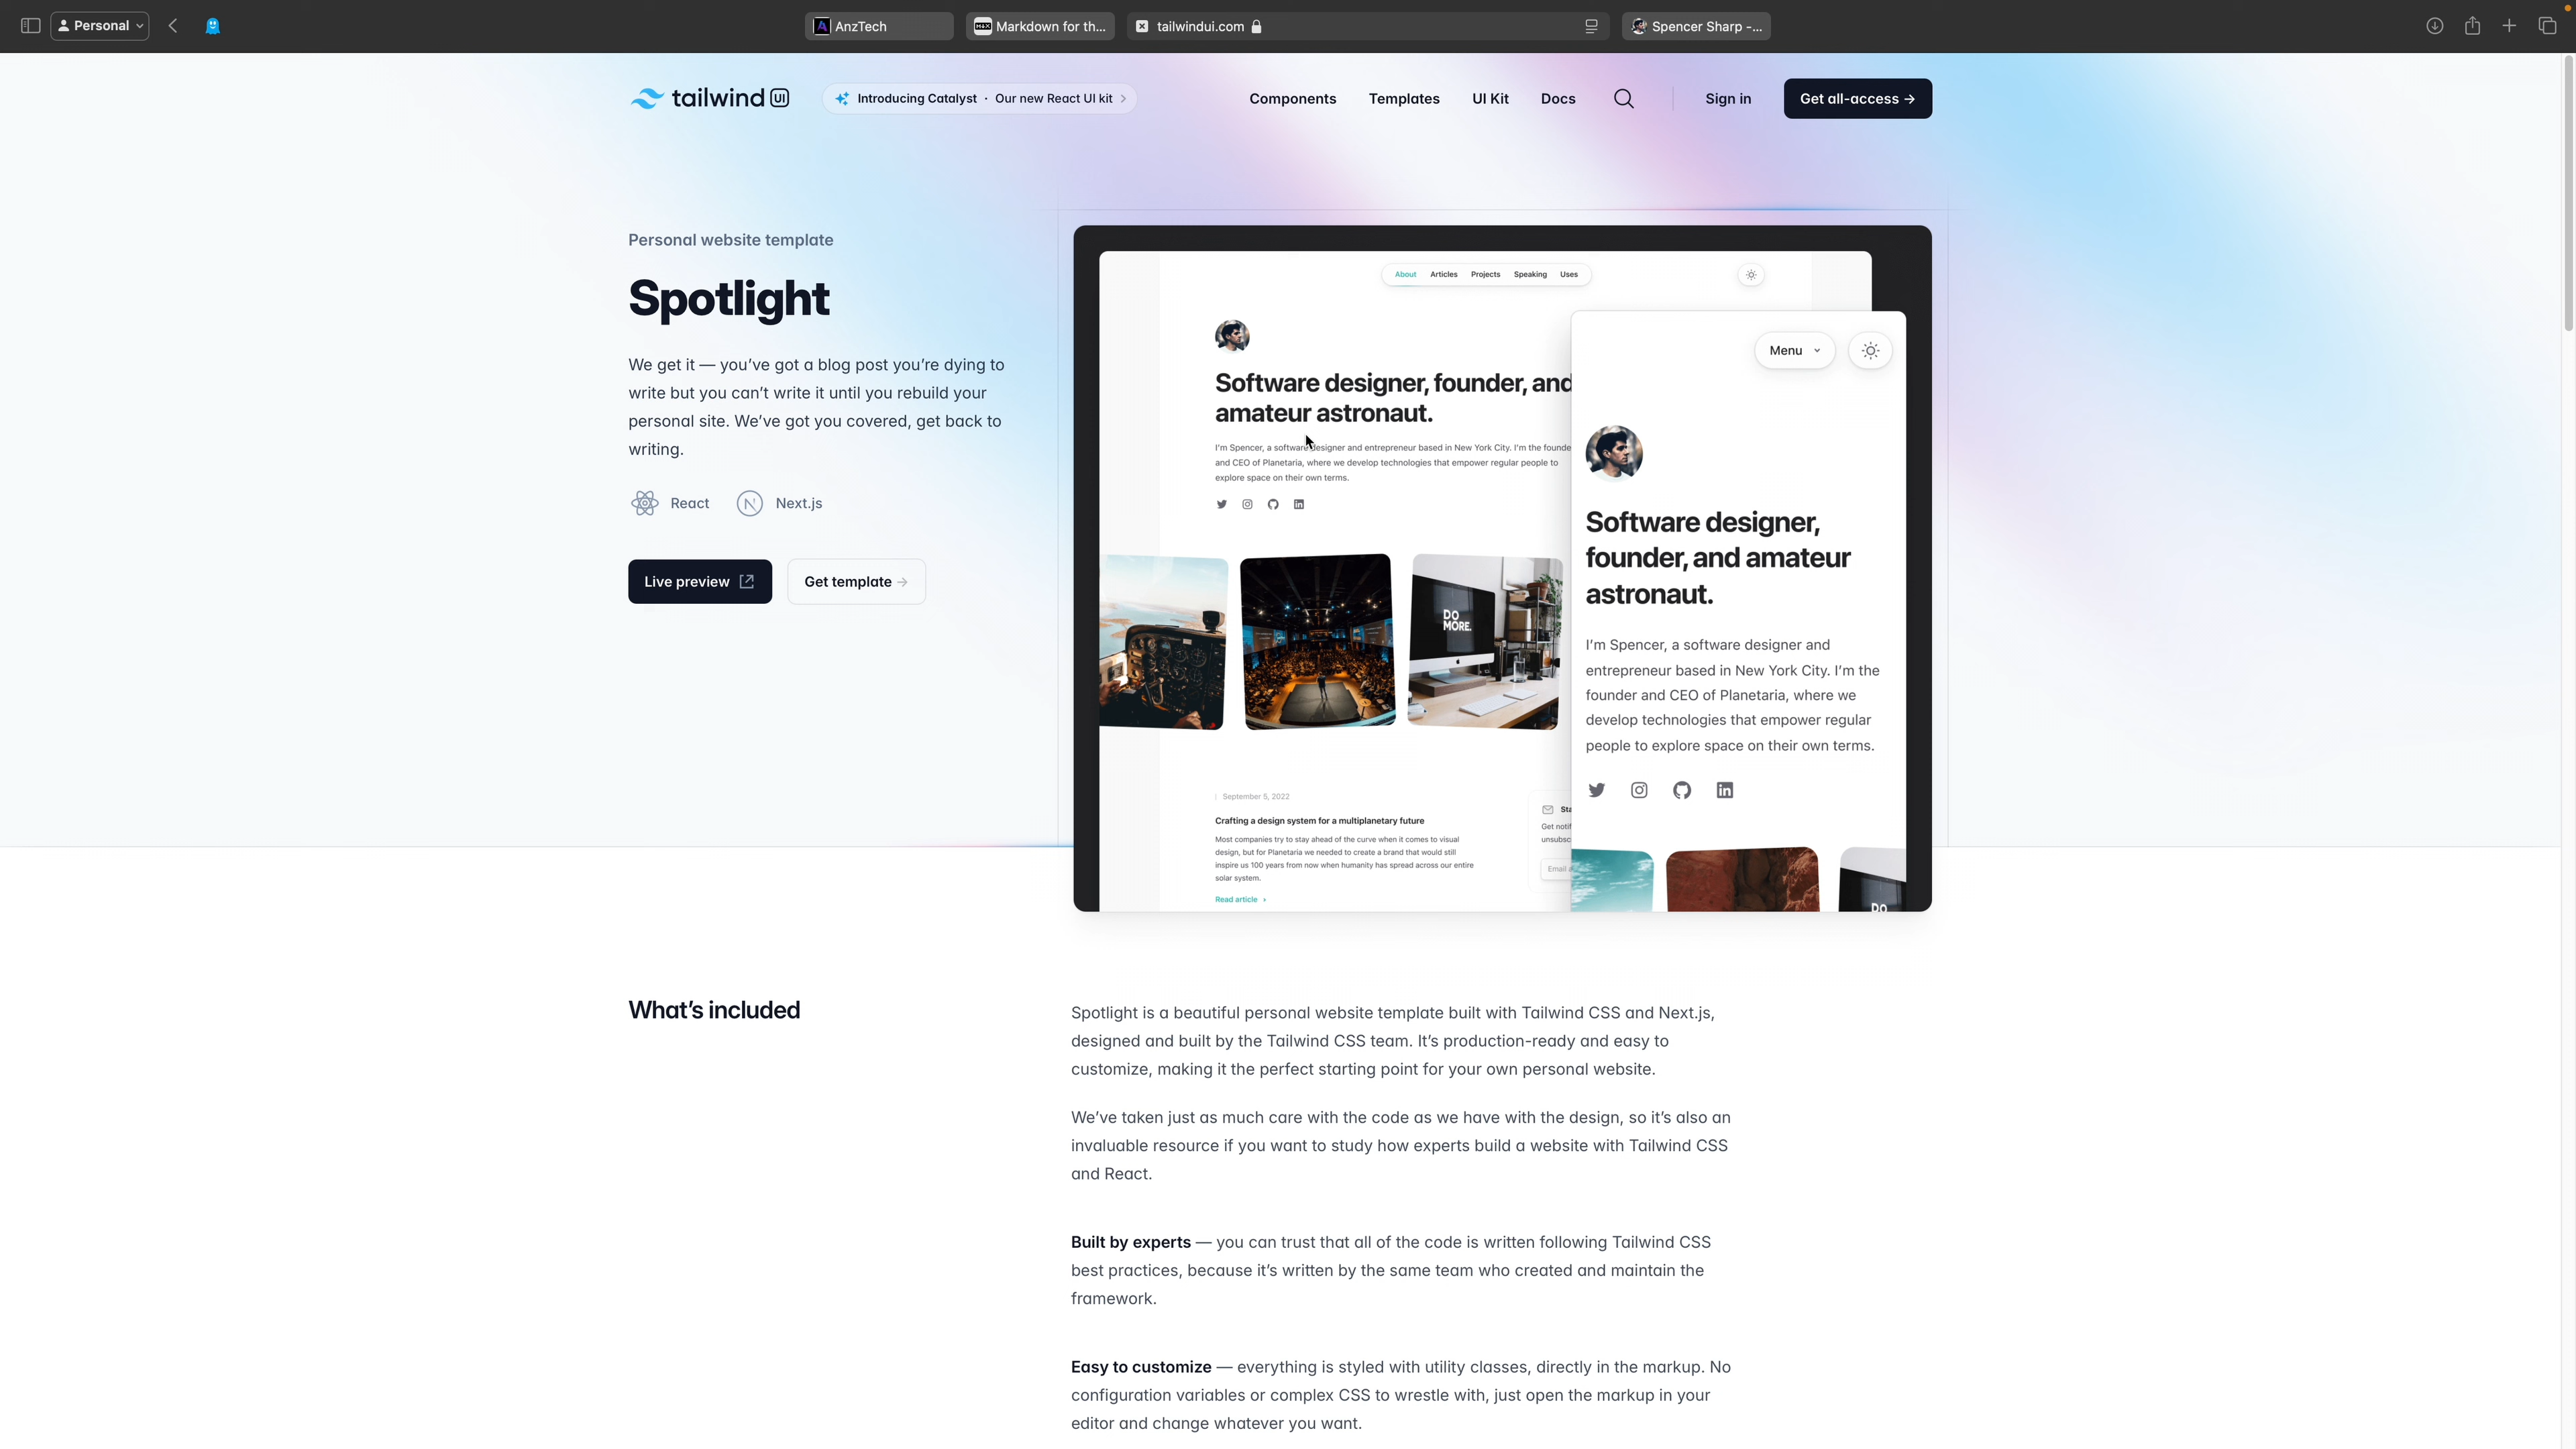 Personal
AnzTech
Markdown for th...
tailwindui.com
Spencer Sharp -...
tailwind UI
Introducing Catalyst · Our new React UI kit
Components
Templates
UI Kit
Docs
Sign in
Get all-access →
Personal website template
Spotlight
We get it — you’ve got a blog post you’re dying to
write but you can’t write it until you rebuild your
personal site. We’ve got you covered, get back to
writing.
React
Next.js
Live preview
Get template →
About
Articles
Projects
Speaking
Uses
Software designer, founder, and
amateur astronaut.
I’m Spencer, a software designer and entrepreneur based in New York City. I’m the founde
and CEO of Planetaria, where we develop technologies that empower regular people to
explore space on their own terms.
DO
MORE.
September 5, 2022
Crafting a design system for a multiplanetary future
Most companies try to stay ahead of the curve when it comes to visual
design, but for Planetaria we needed to create a brand that would still
inspire us 100 years from now when humanity has spread across our entire
solar system.
Read article
Sta
Get notif
unsubsc
Email a
Menu
Software designer,
founder, and amateur
astronaut.
I’m Spencer, a software designer and
entrepreneur based in New York City. I’m the
founder and CEO of Planetaria, where we
develop technologies that empower regular
people to explore space on their own terms.
DO
What’s included
Spotlight is a beautiful personal website template built with Tailwind CSS and Next.js,
designed and built by the Tailwind CSS team. It’s production-ready and easy to
customize, making it the perfect starting point for your own personal website.
We’ve taken just as much care with the code as we have with the design, so it’s also an
invaluable resource if you want to study how experts build a website with Tailwind CSS
and React.
Built by experts — you can trust that all of the code is written following Tailwind CSS
best practices, because it’s written by the same team who created and maintain the
framework.
Easy to customize — everything is styled with utility classes, directly in the markup. No
configuration variables or complex CSS to wrestle with, just open the markup in your
editor and change whatever you want.